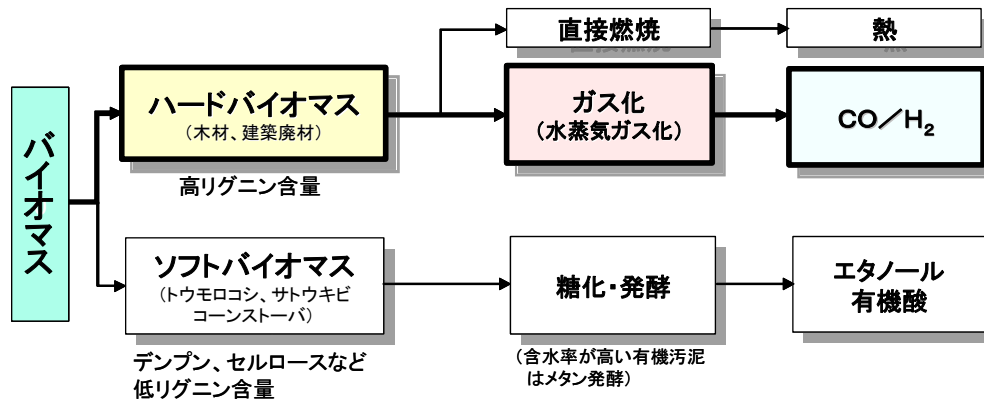 直接燃焼
熱
バイオマス
ハードバイオマス
(木材、建築廃材)
高リグニン含量
ガス化
(水蒸気ガス化)
CO/H₂
ソフトバイオマス
(トウモロコシ、サトウキビ
コーンストーバ)
デンプン、セルロースなど
低リグニン含量
糖化・発酵
(含水率が高い有機汚泥
はメタン発酵)
エタノール
有機酸